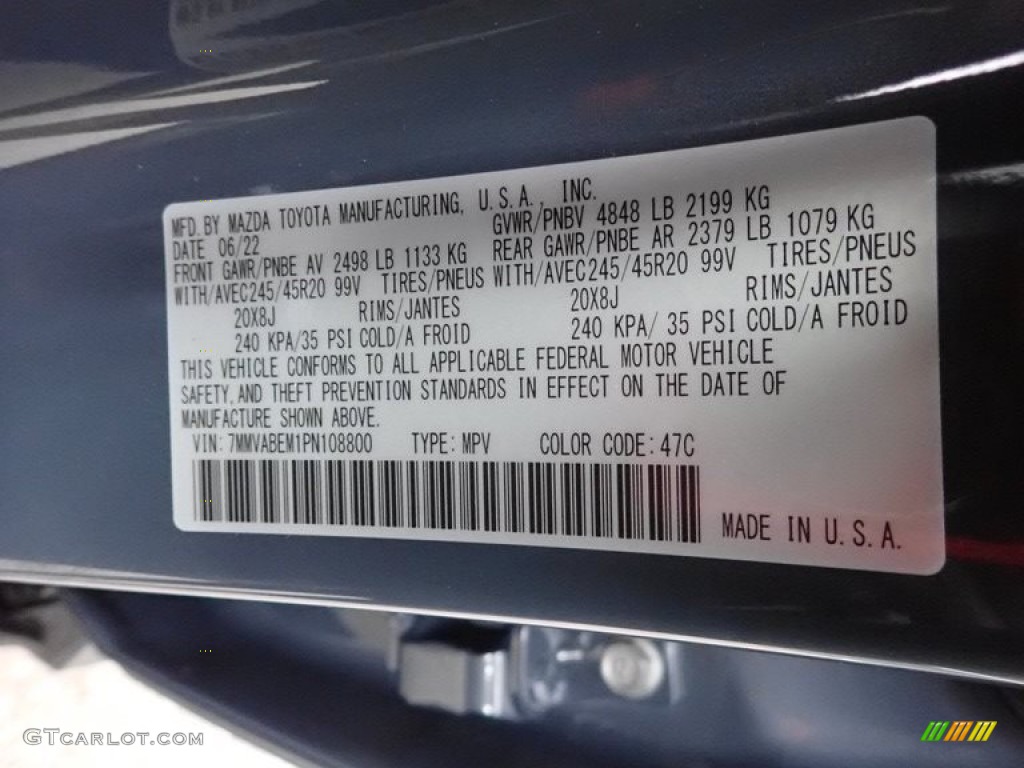 MFD. BY MAZDA TOYOTA MANUFACTURING, U.S.A., INC.
DATE 06/22 GVWR/PNBV 4848 LB 2199 KG
FRONT GAWR/PNBE AV 2498 LB 1133 KG REAR GAWR/PNBE AR 2379 LB 1079 KG
WITH/AVEC245/45R20 99V TIRES/PNEUS WITH/AVEC245/45R20 99V TIRES/PNEUS
20X8J RIMS/JANTES 20X8J RIMS/JANTES
240 KPA/35 PSI COLD/A FROID 240 KPA/ 35 PSI COLD/A FROID
THIS VEHICLE CONFORMS TO ALL APPLICABLE FEDERAL MOTOR VEHICLE
SAFETY, AND THEFT PREVENTION STANDARDS IN EFFECT ON THE DATE OF
MANUFACTURE SHOWN ABOVE.
VIN: 7MMVABEM1PN108800 TYPE: MPV COLOR CODE: 47C
MADE IN U.S.A.
GTCARLOT.COM